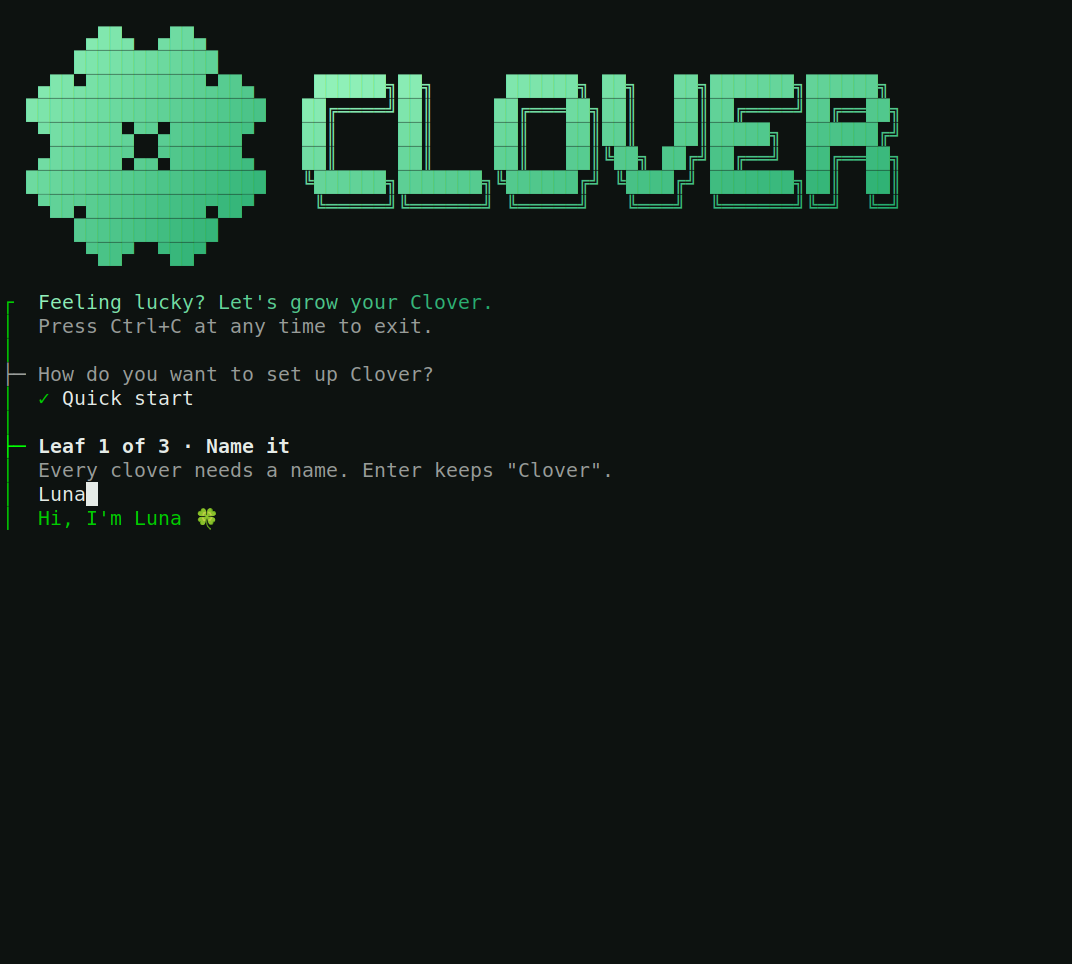 CLOVER
Feeling lucky? Let's grow your Clover.
Press Ctrl+C at any time to exit.
How do you want to set up Clover?
✓ Quick start
Leaf 1 of 3 · Name it
Every clover needs a name. Enter keeps "Clover".
Luna
Hi, I'm Luna 🍀